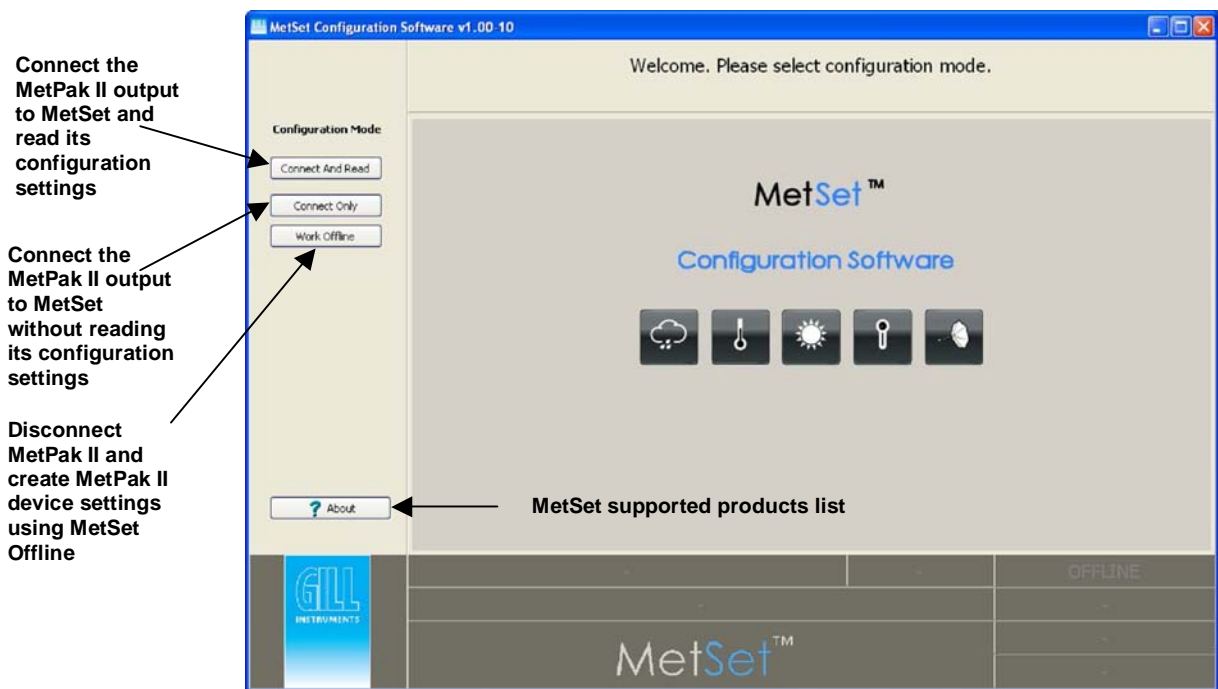 MetSet Configuration Software v1.00-10
Welcome. Please select configuration mode.
Connect the
MetPak II output
to MetSet and
read its
configuration
settings
Connect the
MetPak II output
to MetSet
without reading
its configuration
settings
Disconnect
MetPak II and
create MetPak II
device settings
using MetSet
Offline
Configuration Mode
Connect And Read
Connect Only
Work Offline
? About
MetSet™
Configuration Software
MetSet supported products list
GILL
INSTRUMENTS
-
-
OFFLINE
-
-
MetSet™
-
-